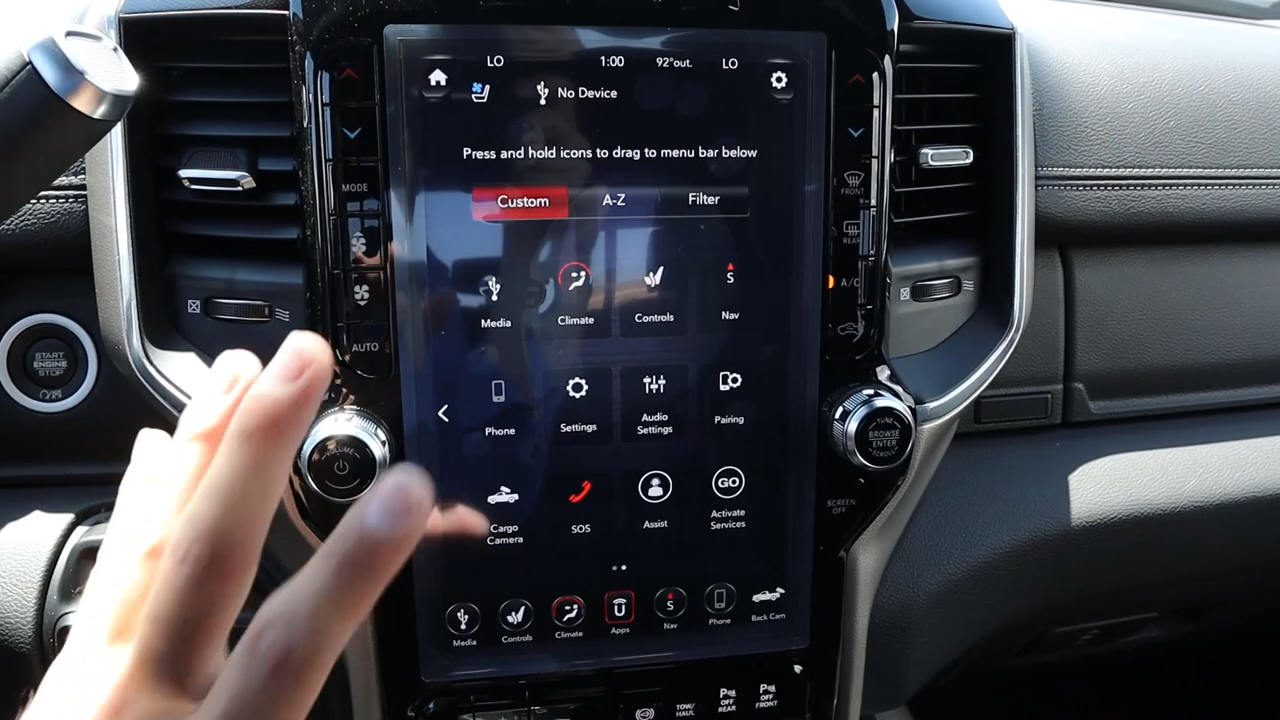 LO
1:00
92°out.
LO
No Device
Press and hold icons to drag to menu bar below
Custom
A-Z
Filter
MODE
FRONT
REAR
A/C
AUTO
Media
Climate
Controls
S
Nav
START
ENGINE
STOP
Phone
Settings
Audio
Settings
Pairing
VOLUME
TUNE
BROWSE
ENTER
SCROLL
GO
Cargo
Camera
SOS
Assist
Activate
Services
SCREEN
OFF
Media
Controls
Climate
Apps
S
Nav
Phone
Back Cam
TOW/
HAUL
OFF
REAR
OFF
FRONT